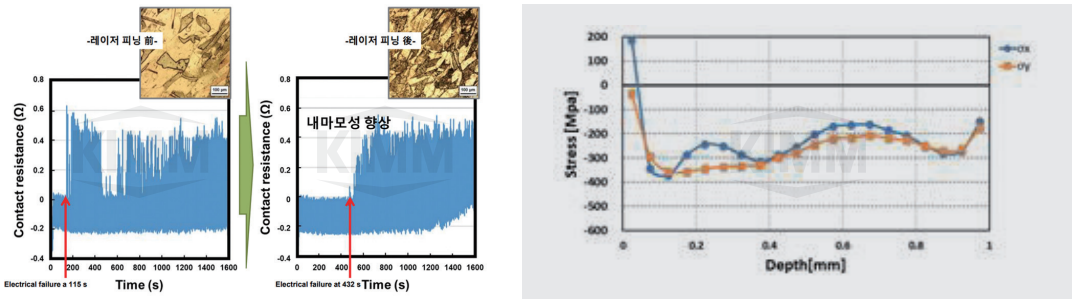 -레이저 피닝 前-
100 μm
Contact resistance (Ω)
0.8
0.6
0.4
0.2
0
-0.2
-0.4
0 200 400 600 800 1000 1200 1400 1600
Electrical failure a 115 s
Time (s)
KIMM
-레이저 피닝 後-
100 μm
내마모성 향상
Contact resistance (Ω)
0.8
0.6
0.4
0.2
0
-0.2
-0.4
0 200 400 600 800 1000 1200 1400 1600
Electrical failure at 432 s
Time (s)
KIMM
Stress [Mpa]
200
100
0
-100
-200
-300
-400
-500
-600
0 0.2 0.4 0.6 0.8 1
Depth[mm]
σx
σy
KIMM